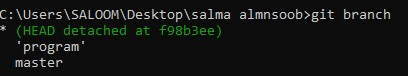 C:\Users\SALOOM\Desktop\salma almnsoob>git branch
* (HEAD detached at f98b3ee)
'program'
master